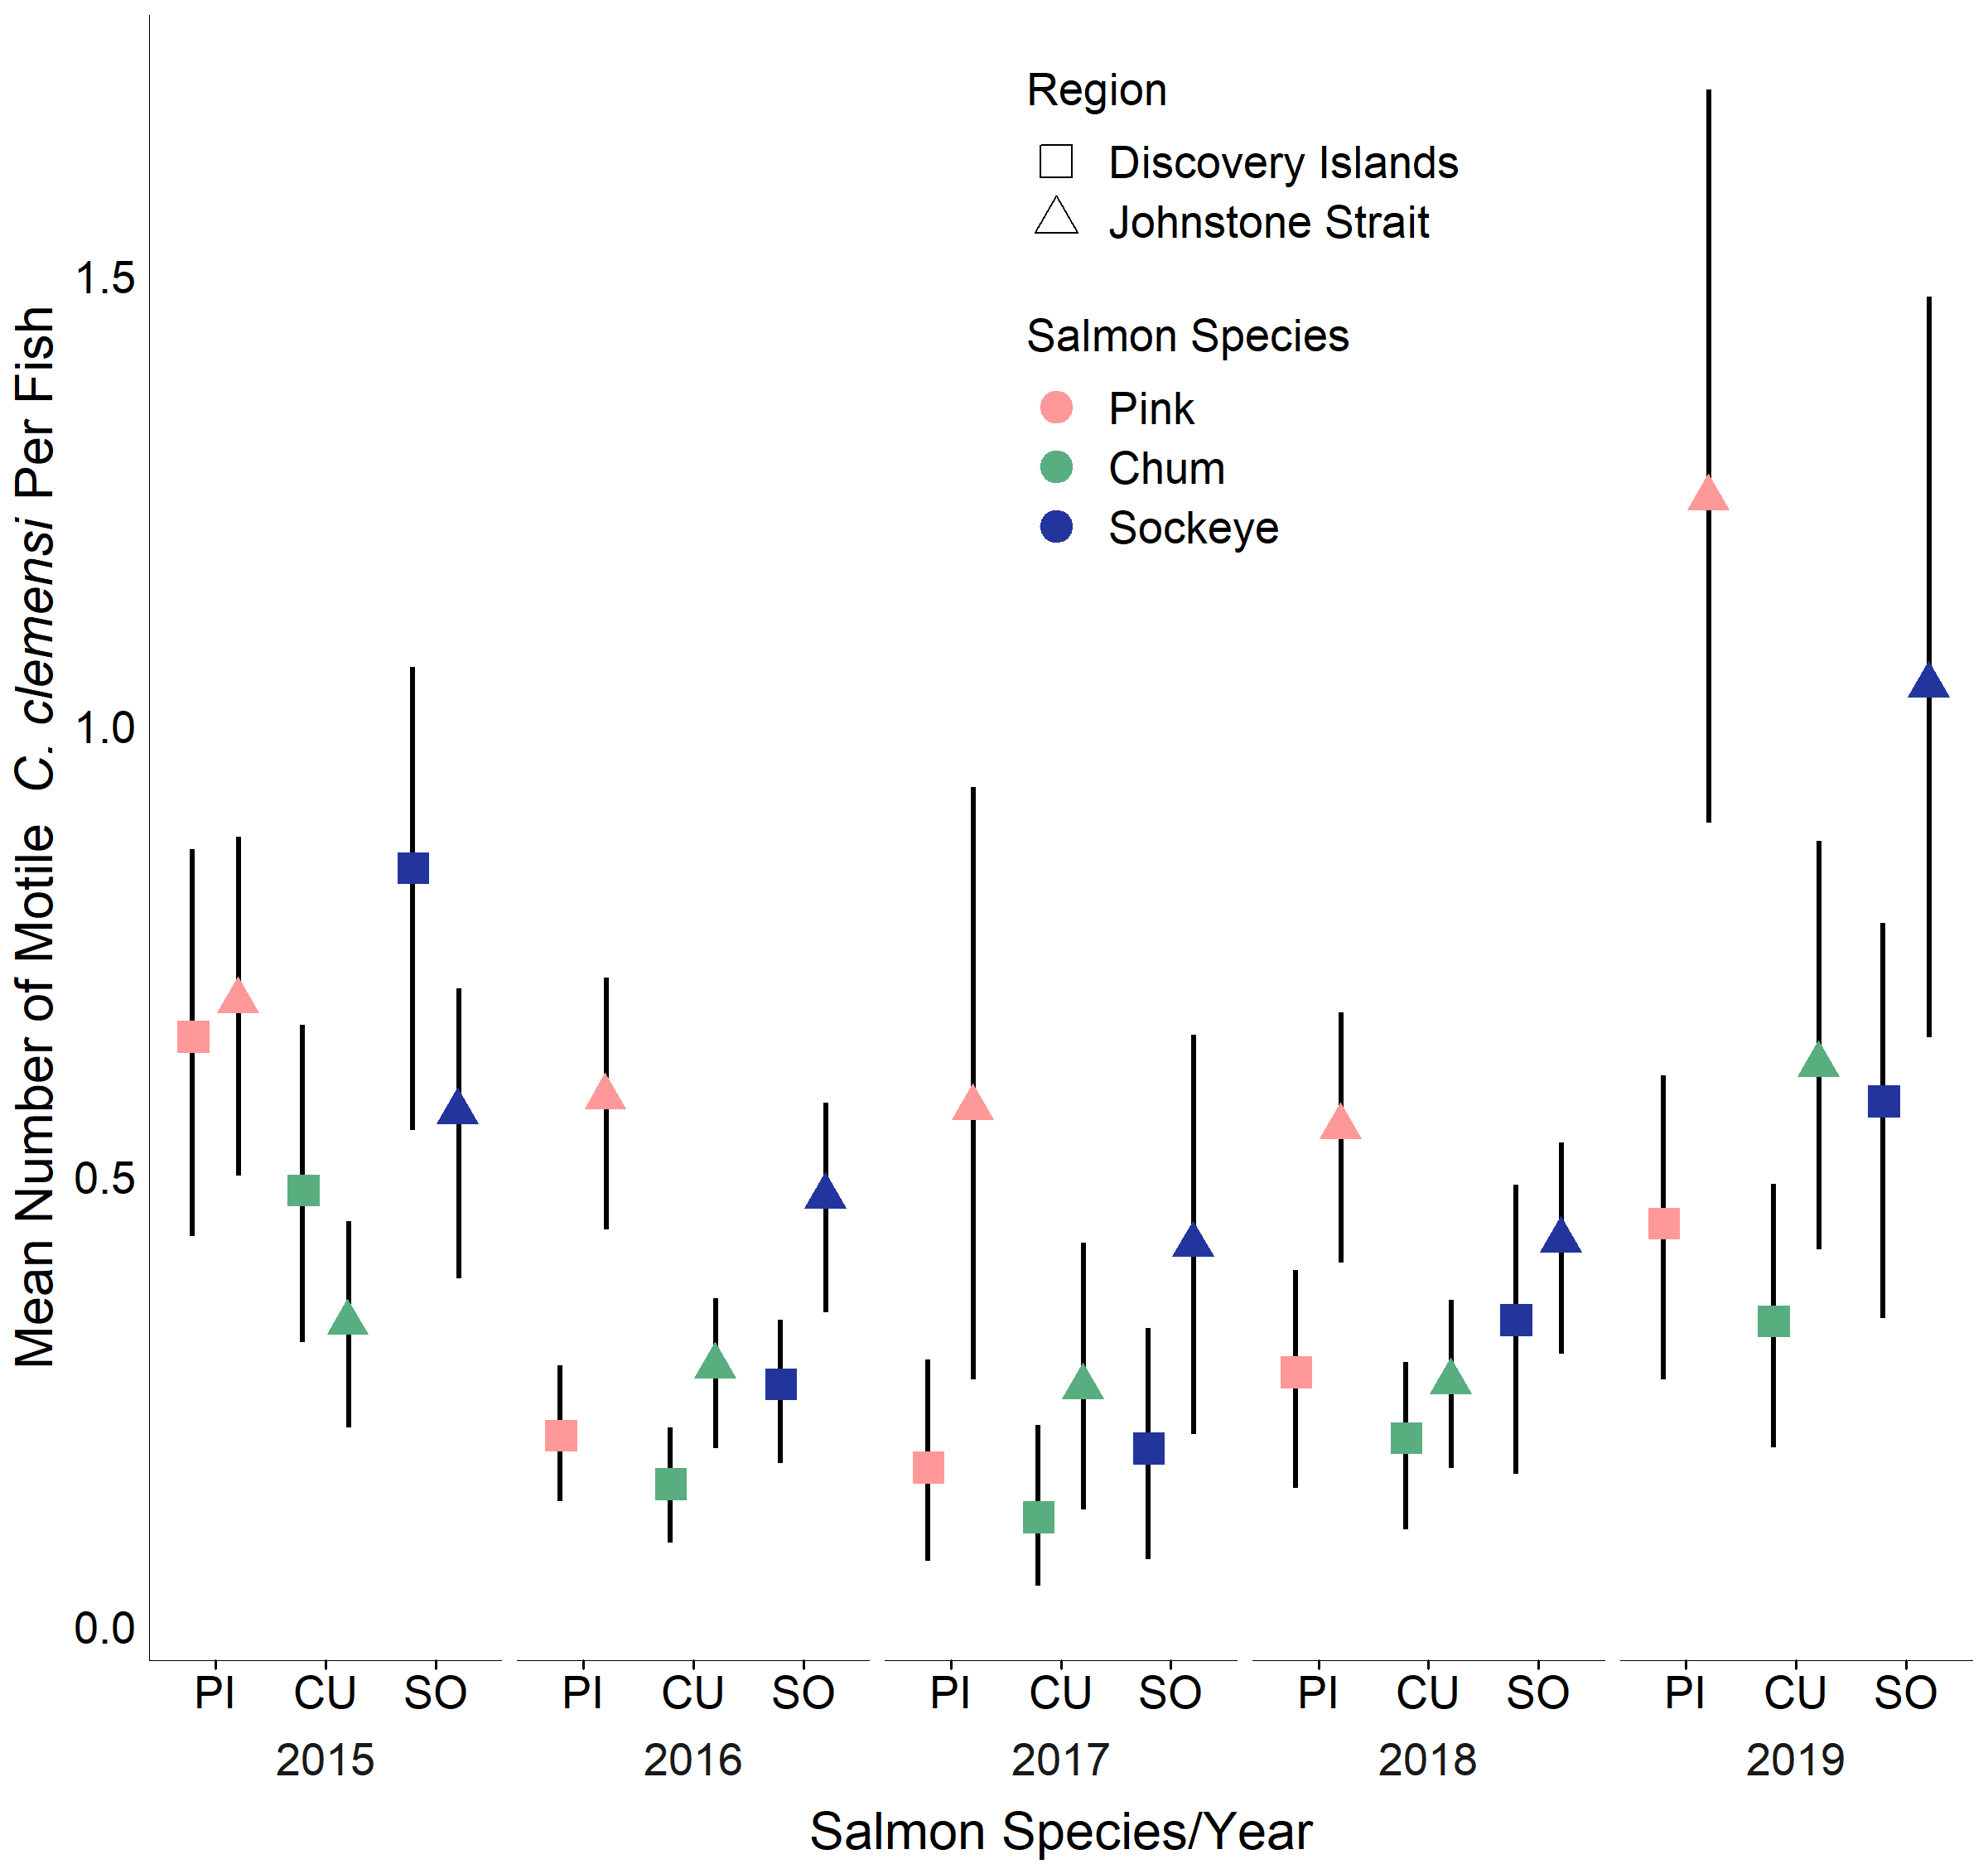 Region
Discovery Islands
Johnstone Strait
Salmon Species
Pink
Chum
Sockeye
Mean Number of Motile C. clemensi Per Fish
1.5
1.0
0.5
0.0
PI CU SO PI CU SO PI CU SO PI CU SO PI CU SO
2015 2016 2017 2018 2019
Salmon Species/Year